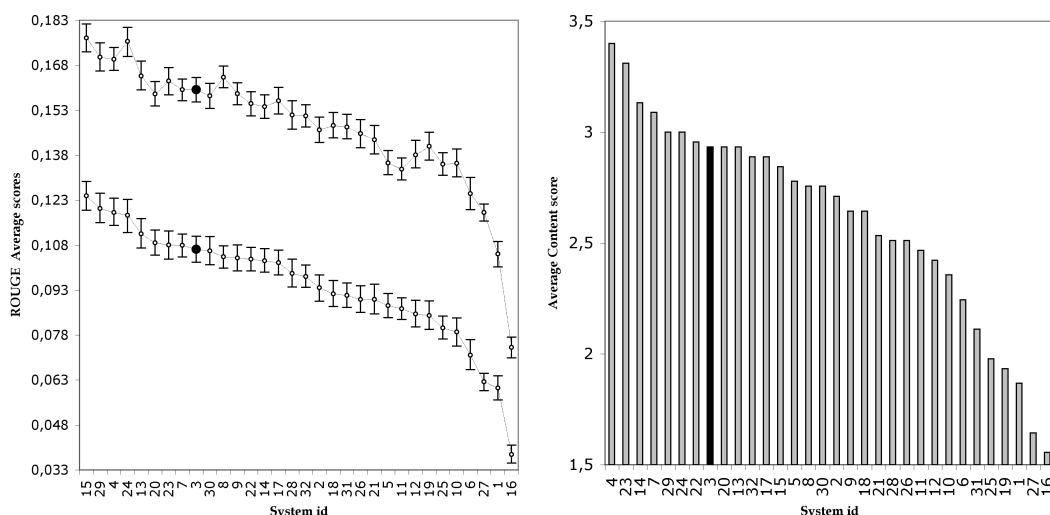 0,183
0,168
0,153
0,138
0,123
0,108
0,093
0,078
0,063
0,048
0,033
ROUGE Average scores
15 29 4 24 13 20 23 7 3 30 8 9 22 14 17 28 32 2 18 31 26 21 5 11 12 19 25 10 6 27 1 16
System id
3,5
3
2,5
2
1,5
Average Content score
4 23 14 7 29 24 22 3 20 13 32 17 15 5 8 30 2 9 18 21 28 26 11 12 10 6 31 25 19 1 27 16
System id